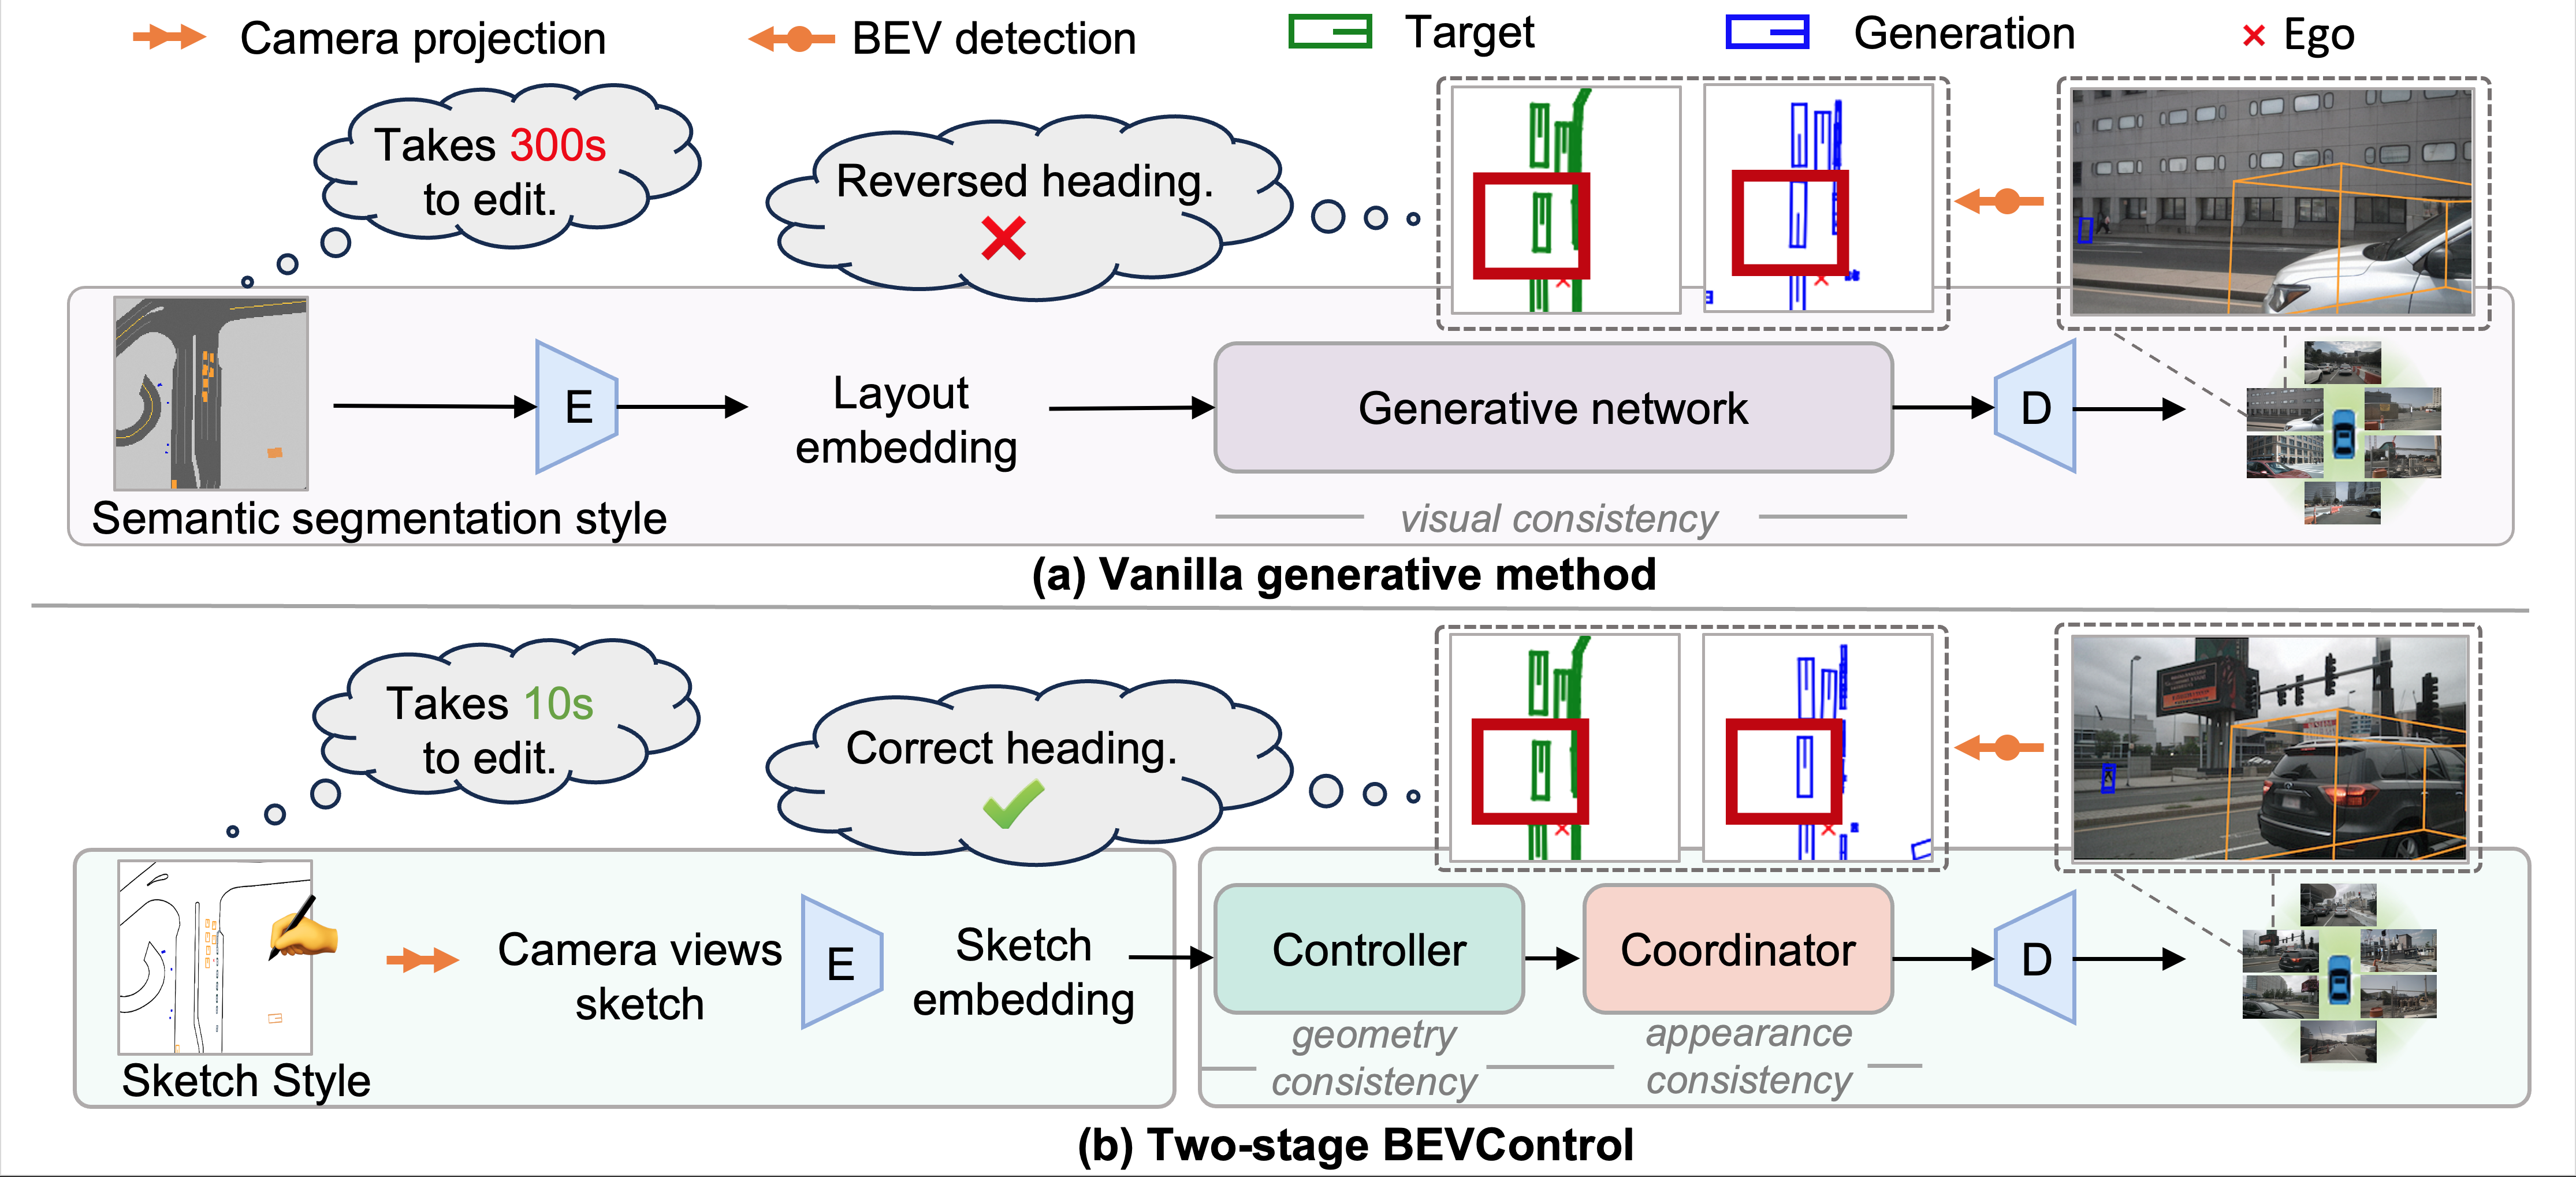 Camera projection
BEV detection
Target
Generation
Ego
Takes 300s
to edit.
Reversed heading.
E
Layout
embedding
Generative network
D
Semantic segmentation style
visual consistency
(a) Vanilla generative method
Takes 10s
to edit.
Correct heading.
Camera views
sketch
E
Sketch
embedding
Controller
Coordinator
D
geometry
consistency
appearance
consistency
Sketch Style
(b) Two-stage BEVControl